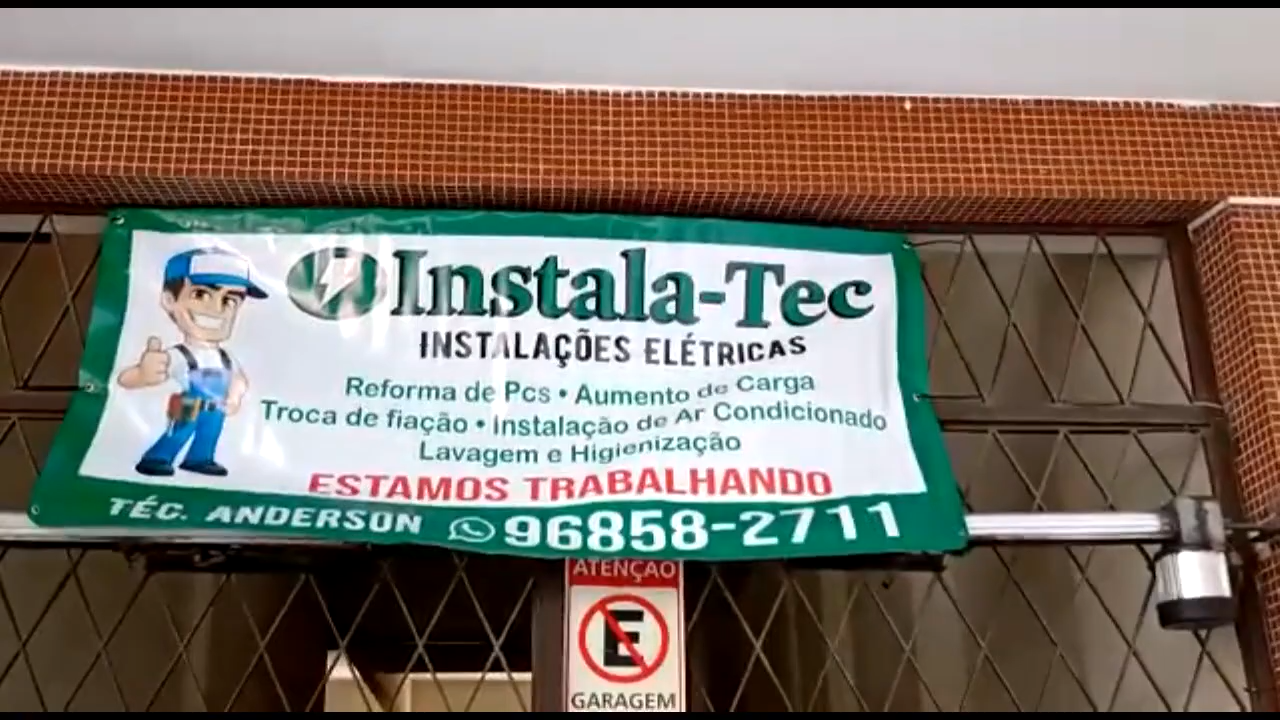 Instala-Tec
INSTALAÇÕES ELÉTRICAS
Reforma de Pcs • Aumento de Carga
Troca de fiação • Instalação de Ar Condicionado
Lavagem e Higienização
ESTAMOS TRABALHANDO
TÉC. ANDERSON 96858-2711
ATENÇÃO
E
GARAGEM